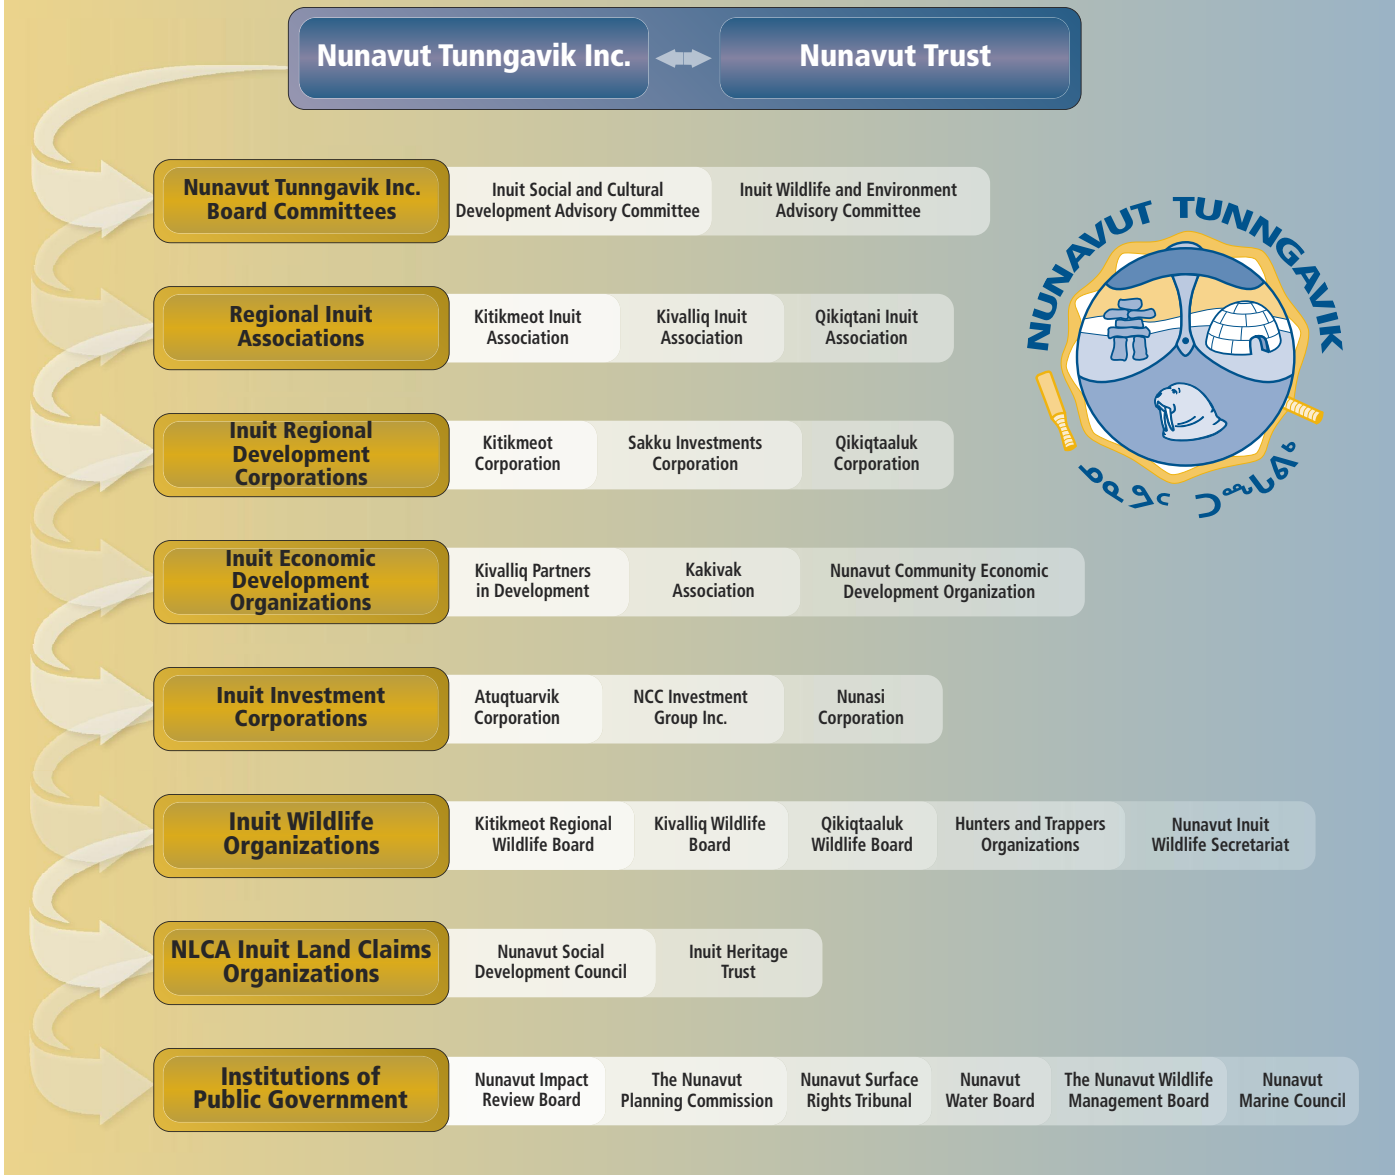 Nunavut Tunngavik Inc.
Nunavut Trust
Nunavut Tunngavik Inc.
Board Committees
Inuit Social and Cultural
Development Advisory Committee
Inuit Wildlife and Environment
Advisory Committee
NUNAVUT TUNNGAVIK
ᓄᓇᕗᑦ ᑐᙵᕕᒃ
Regional Inuit
Associations
Kitikmeot Inuit
Association
Kivalliq Inuit
Association
Qikiqtani Inuit
Association
Inuit Regional
Development
Corporations
Kitikmeot
Corporation
Sakku Investments
Corporation
Qikiqtaaluk
Corporation
Inuit Economic
Development
Organizations
Kivalliq Partners
in Development
Kakivak
Association
Nunavut Community Economic
Development Organization
Inuit Investment
Corporations
Atuqtuarvik
Corporation
NCC Investment
Group Inc.
Nunasi
Corporation
Inuit Wildlife
Organizations
Kitikmeot Regional
Wildlife Board
Kivalliq Wildlife
Board
Qikiqtaaluk
Wildlife Board
Hunters and Trappers
Organizations
Nunavut Inuit
Wildlife Secretariat
NLCA Inuit Land Claims
Organizations
Nunavut Social
Development Council
Inuit Heritage
Trust
Institutions of
Public Government
Nunavut Impact
Review Board
The Nunavut
Planning Commission
Nunavut Surface
Rights Tribunal
Nunavut
Water Board
The Nunavut Wildlife
Management Board
Nunavut
Marine Council